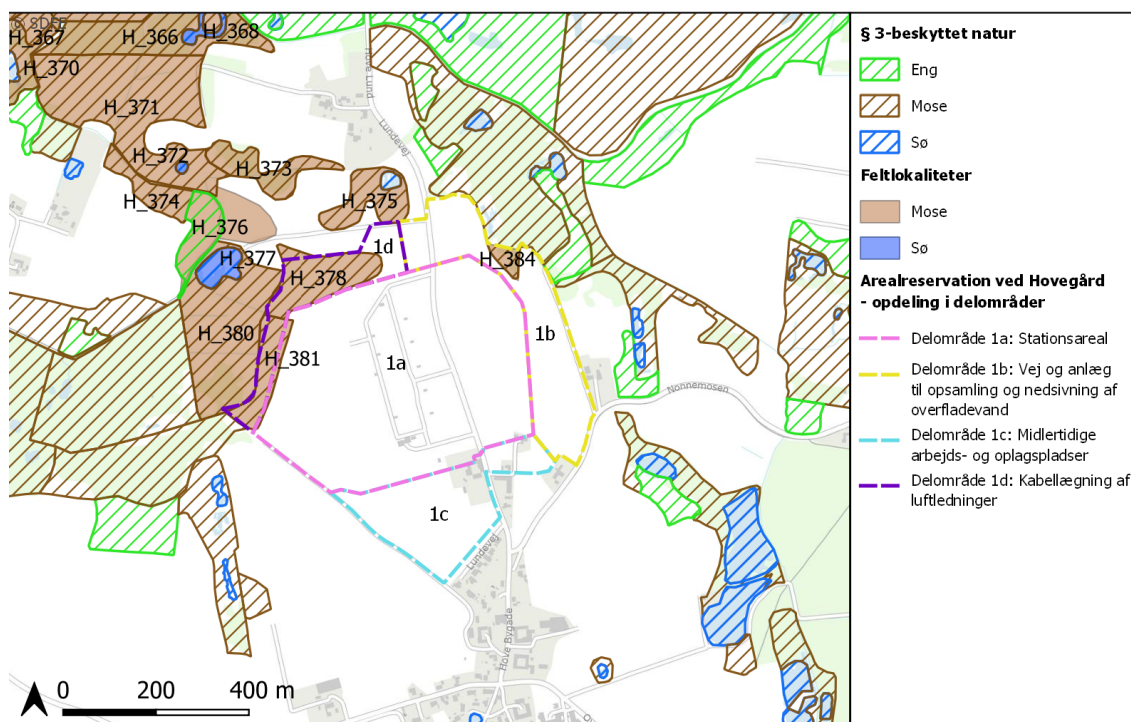 © SDFE
H_367
H_366
H_368
H_370
H_371
H_372
H_373
H_374
H_375
H_376
H_377
H_378
H_380
H_381
H_384
1d
1b
1a
1c
Hove Lund
Lundevej
Nonnemosen
Lundevej
Hove Bygade
0 200 400 m
§ 3-beskyttet natur
Eng
Mose
Sø
Feltlokaliteter
Mose
Sø
Arealreservation ved Hovegård
- opdeling i delområder
Delområde 1a: Stationsareal
Delområde 1b: Vej og anlæg
til opsamling og nedsivning af
overfladevand
Delområde 1c: Midlertidige
arbejds- og oplagspladser
Delområde 1d: Kabellægning af
luftledninger